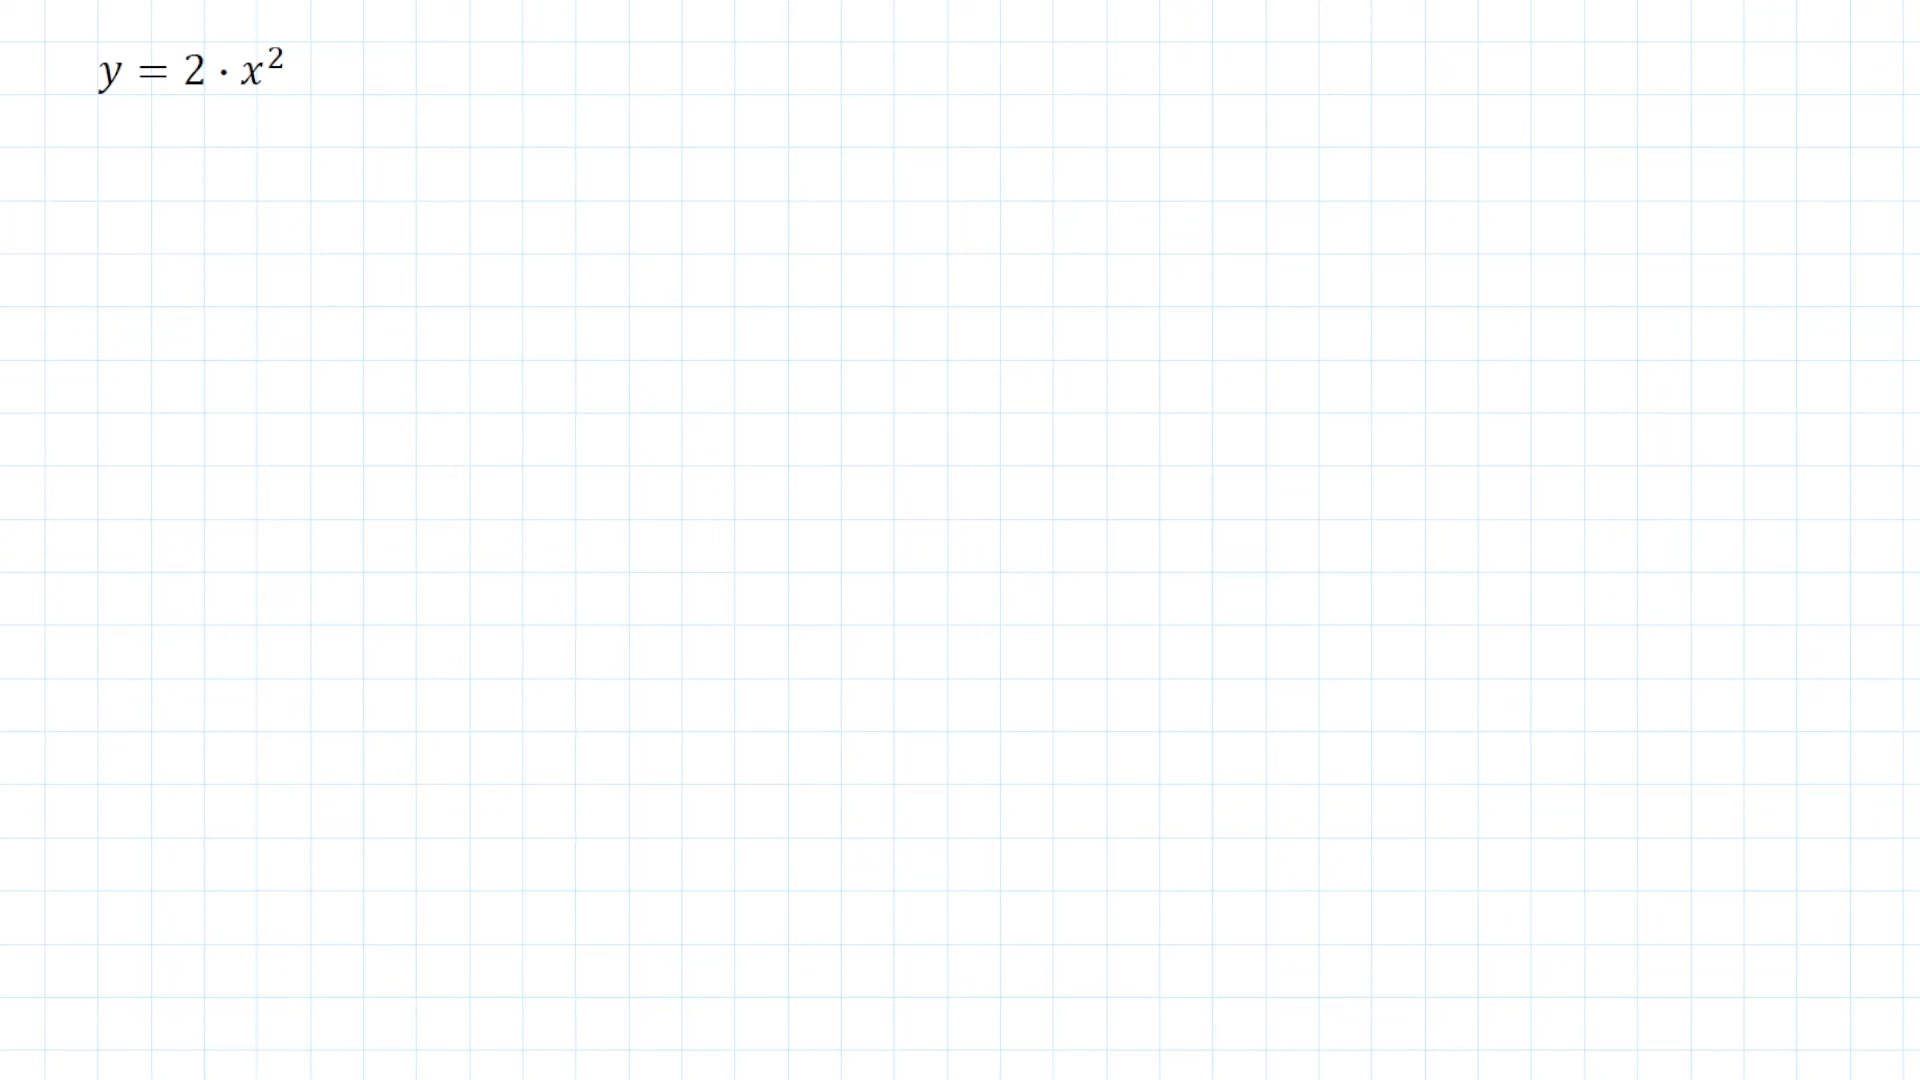 y = 2 · x²